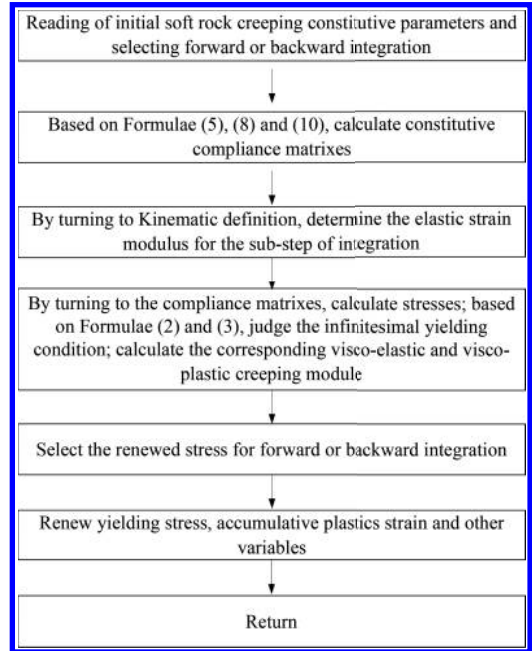 Reading of initial soft rock creeping constitutive parameters and
selecting forward or backward integration
Based on Formulae (5), (8) and (10), calculate constitutive
compliance matrixes
By turning to Kinematic definition, determine the elastic strain
modulus for the sub-step of integration
By turning to the compliance matrixes, calculate stresses; based
on Formulae (2) and (3), judge the infinitesimal yielding
condition; calculate the corresponding visco-elastic and visco-
plastic creeping module
Select the renewed stress for forward or backward integration
Renew yielding stress, accumulative plastics strain and other
variables
Return